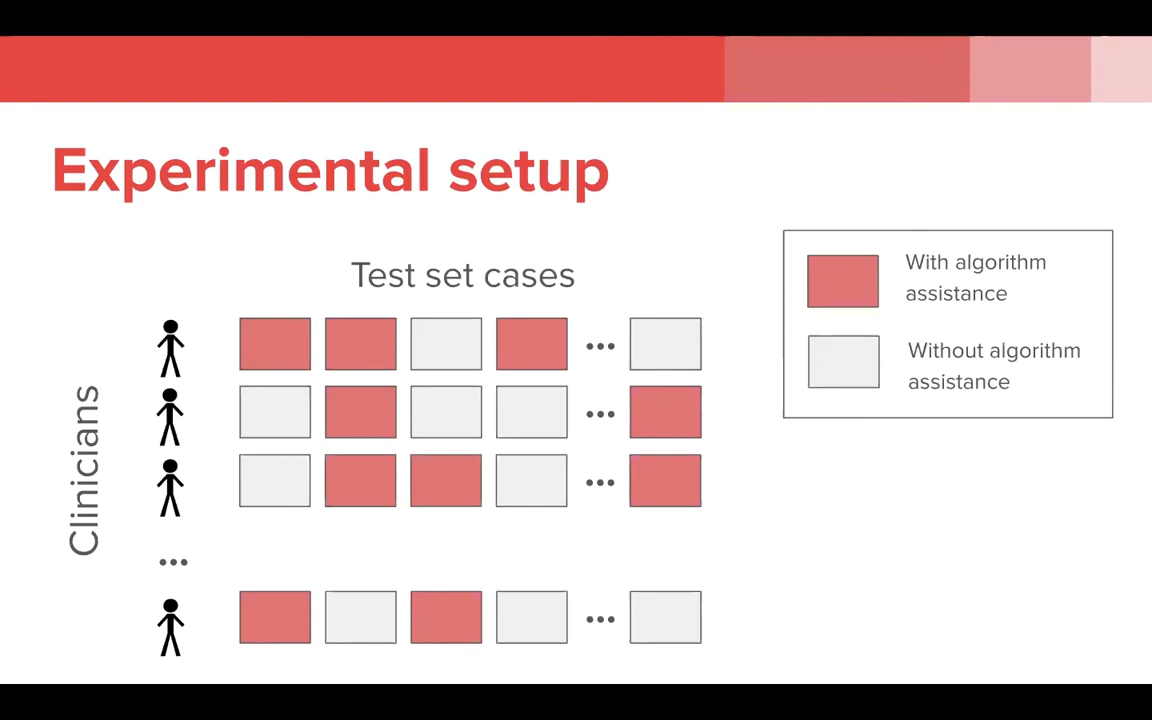 Experimental setup
Test set cases
Clinicians
...
...
...
...
...
With algorithm
assistance
Without algorithm
assistance